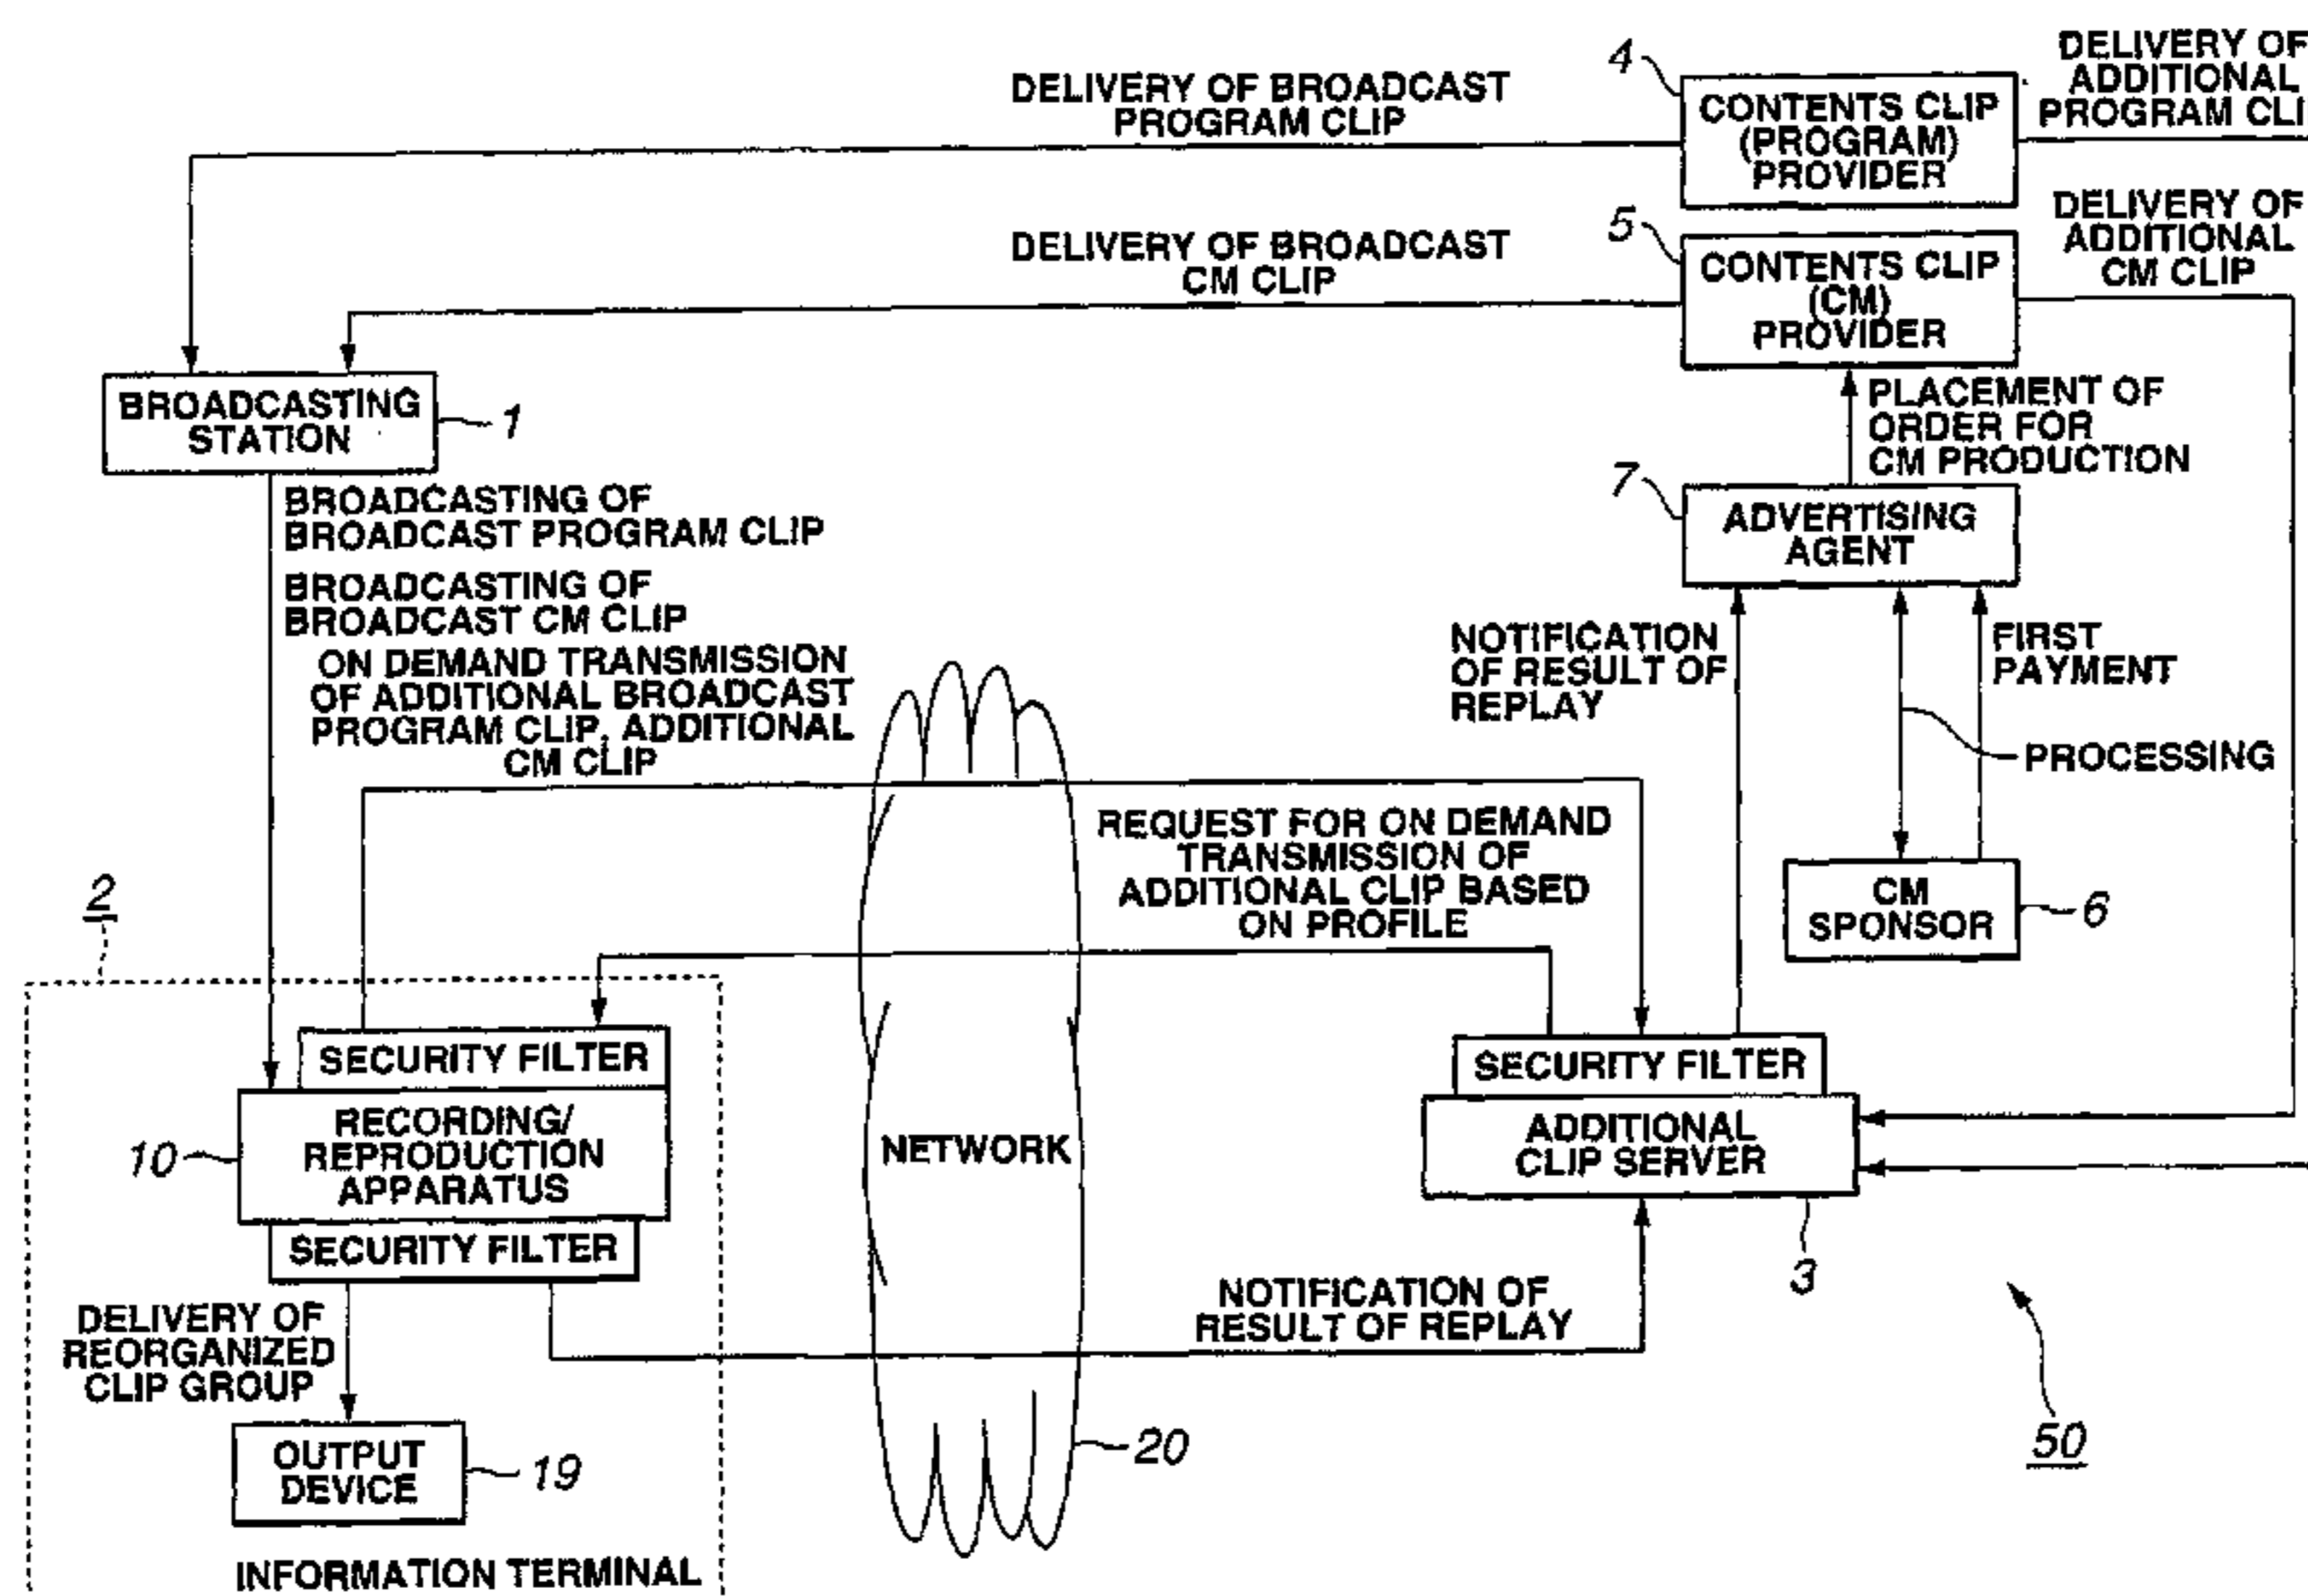 4
DELIVERY OF
ADDITIONAL
PROGRAM CLI
DELIVERY OF BROADCAST
PROGRAM CLIP
CONTENTS CLIP
(PROGRAM)
PROVIDER
5
DELIVERY OF
ADDITIONAL
CM CLIP
DELIVERY OF BROADCAST
CM CLIP
CONTENTS CLIP
(CM)
PROVIDER
BROADCASTING
STATION
1
PLACEMENT OF
ORDER FOR
CM PRODUCTION
7
ADVERTISING
AGENT
BROADCASTING OF
BROADCAST PROGRAM CLIP
BROADCASTING OF
BROADCAST CM CLIP
ON DEMAND TRANSMISSION
OF ADDITIONAL BROADCAST
PROGRAM CLIP, ADDITIONAL
CM CLIP
NOTIFICATION
OF RESULT OF
REPLAY
FIRST
PAYMENT
PROCESSING
REQUEST FOR ON DEMAND
TRANSMISSION OF
ADDITIONAL CLIP BASED
ON PROFILE
CM
SPONSOR
6
2
SECURITY FILTER
RECORDING/
REPRODUCTION
APPARATUS
10
SECURITY FILTER
NETWORK
SECURITY FILTER
ADDITIONAL
CLIP SERVER
3
DELIVERY OF
REORGANIZED
CLIP GROUP
NOTIFICATION OF
RESULT OF REPLAY
OUTPUT
DEVICE
19
20
50
INFORMATION TERMINAL